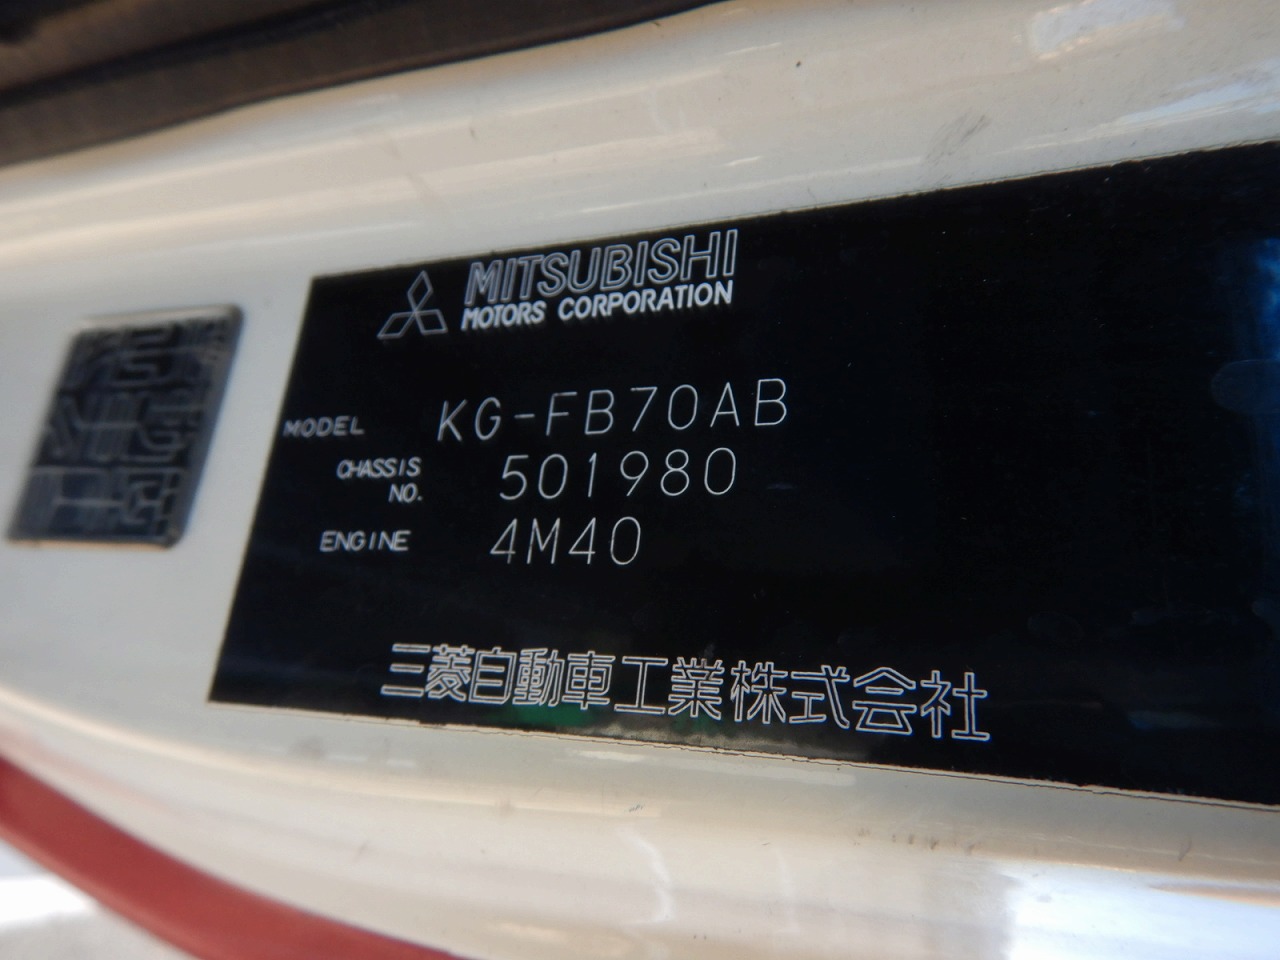 MITSUBISHI
MOTORS CORPORATION
MODEL KG-FB70AB
CHASSIS NO. 501980
ENGINE 4M40
三菱自動車工業株式会社